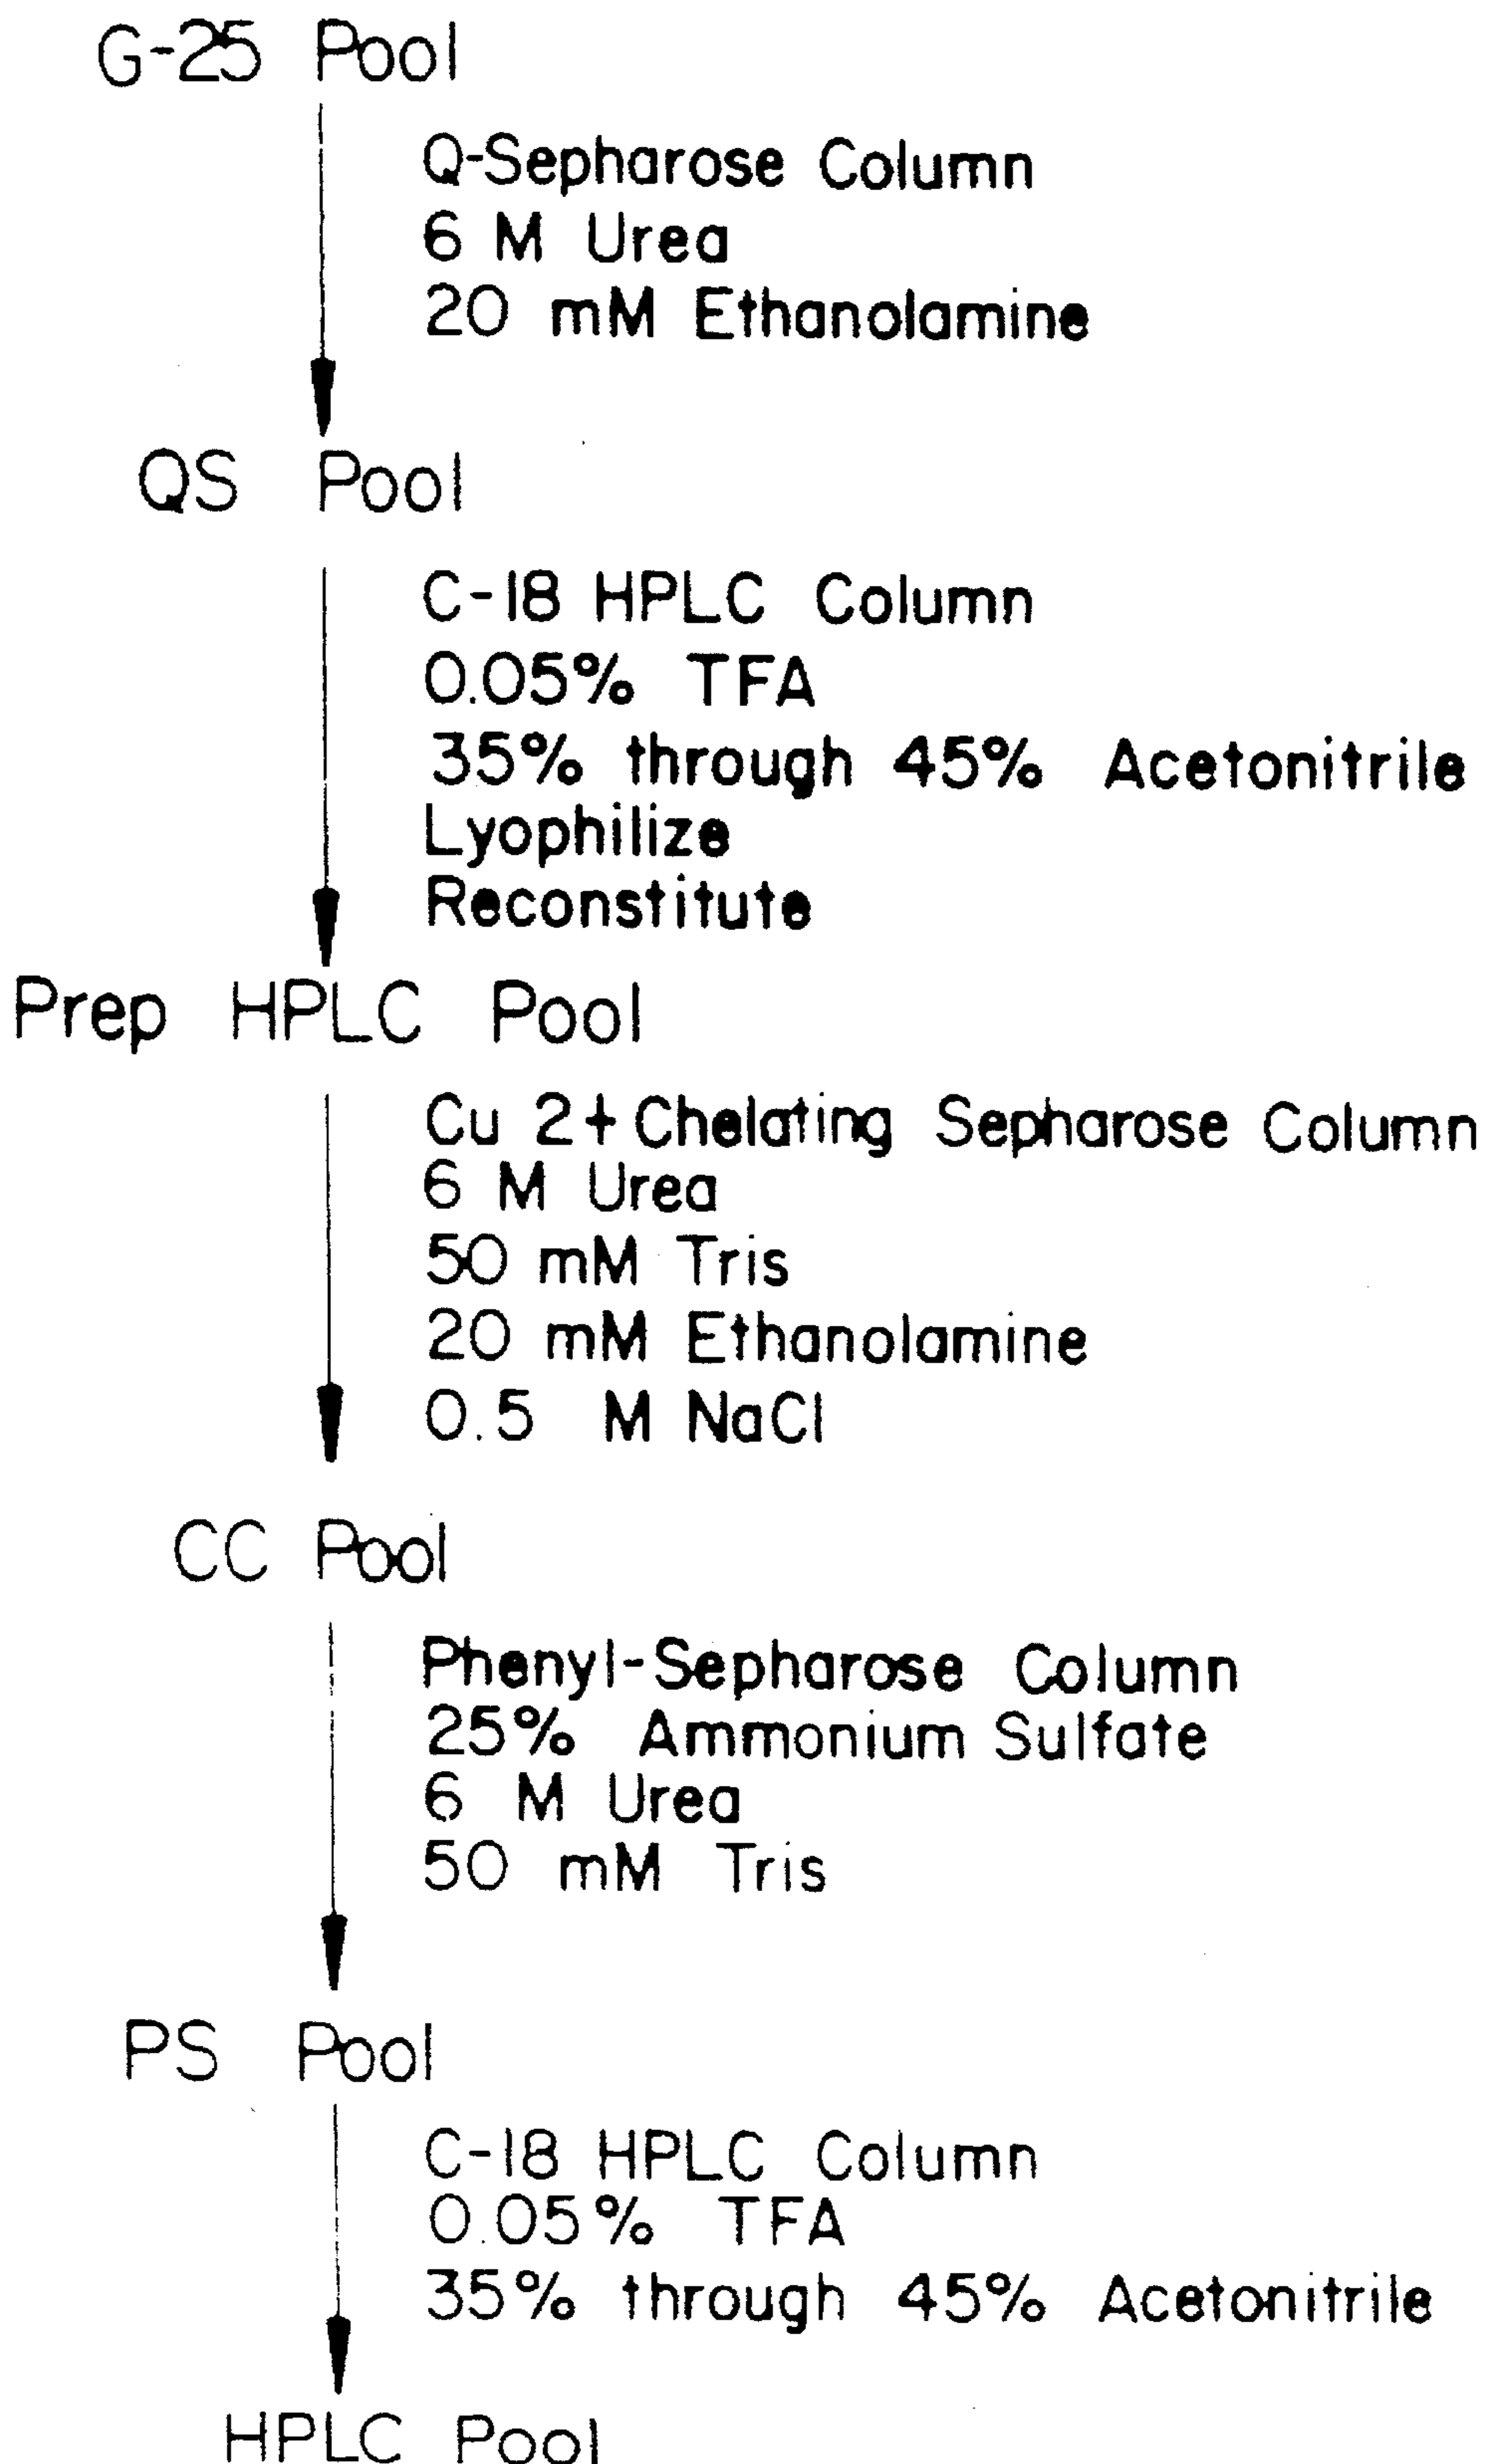 G-25 Pool
Q-Sepharose Column
6 M Urea
20 mM Ethanolamine
QS Pool
C-18 HPLC Column
0.05% TFA
35% through 45% Acetonitrile
Lyophilize
Reconstitute
Prep HPLC Pool
Cu 2+ Chelating Sepharose Column
6 M Urea
50 mM Tris
20 mM Ethanolamine
0.5 M NaCl
CC Pool
Phenyl-Sepharose Column
25% Ammonium Sulfate
6 M Urea
50 mM Tris
PS Pool
C-18 HPLC Column
0.05% TFA
35% through 45% Acetonitrile
HPLC Pool